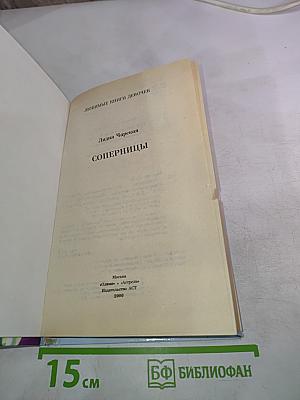 ЛЮБИМЫЕ КНИГИ ДЕВОЧЕК
Лидия Чарская
СОПЕРНИЦЫ
Москва
«Олимп» • «Астрель»
Издательство АСТ
2000
15 см
БФ БИБЛИОФАН